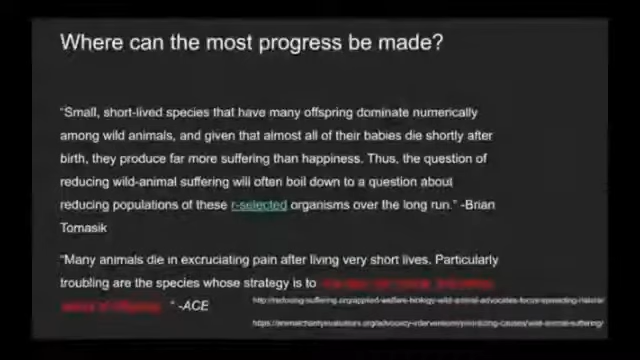 Where can the most progress be made?
“Small, short-lived species that have many offspring dominate numerically
among wild animals, and given that almost all of their babies die shortly after
birth, they produce far more suffering than happiness. Thus, the question of
reducing wild-animal suffering will often boil down to a question about
reducing populations of these r-selected organisms over the long run.” -Brian
Tomasik
“Many animals die in excruciating pain after living very short lives. Particularly
troubling are the species whose strategy is to
” -ACE